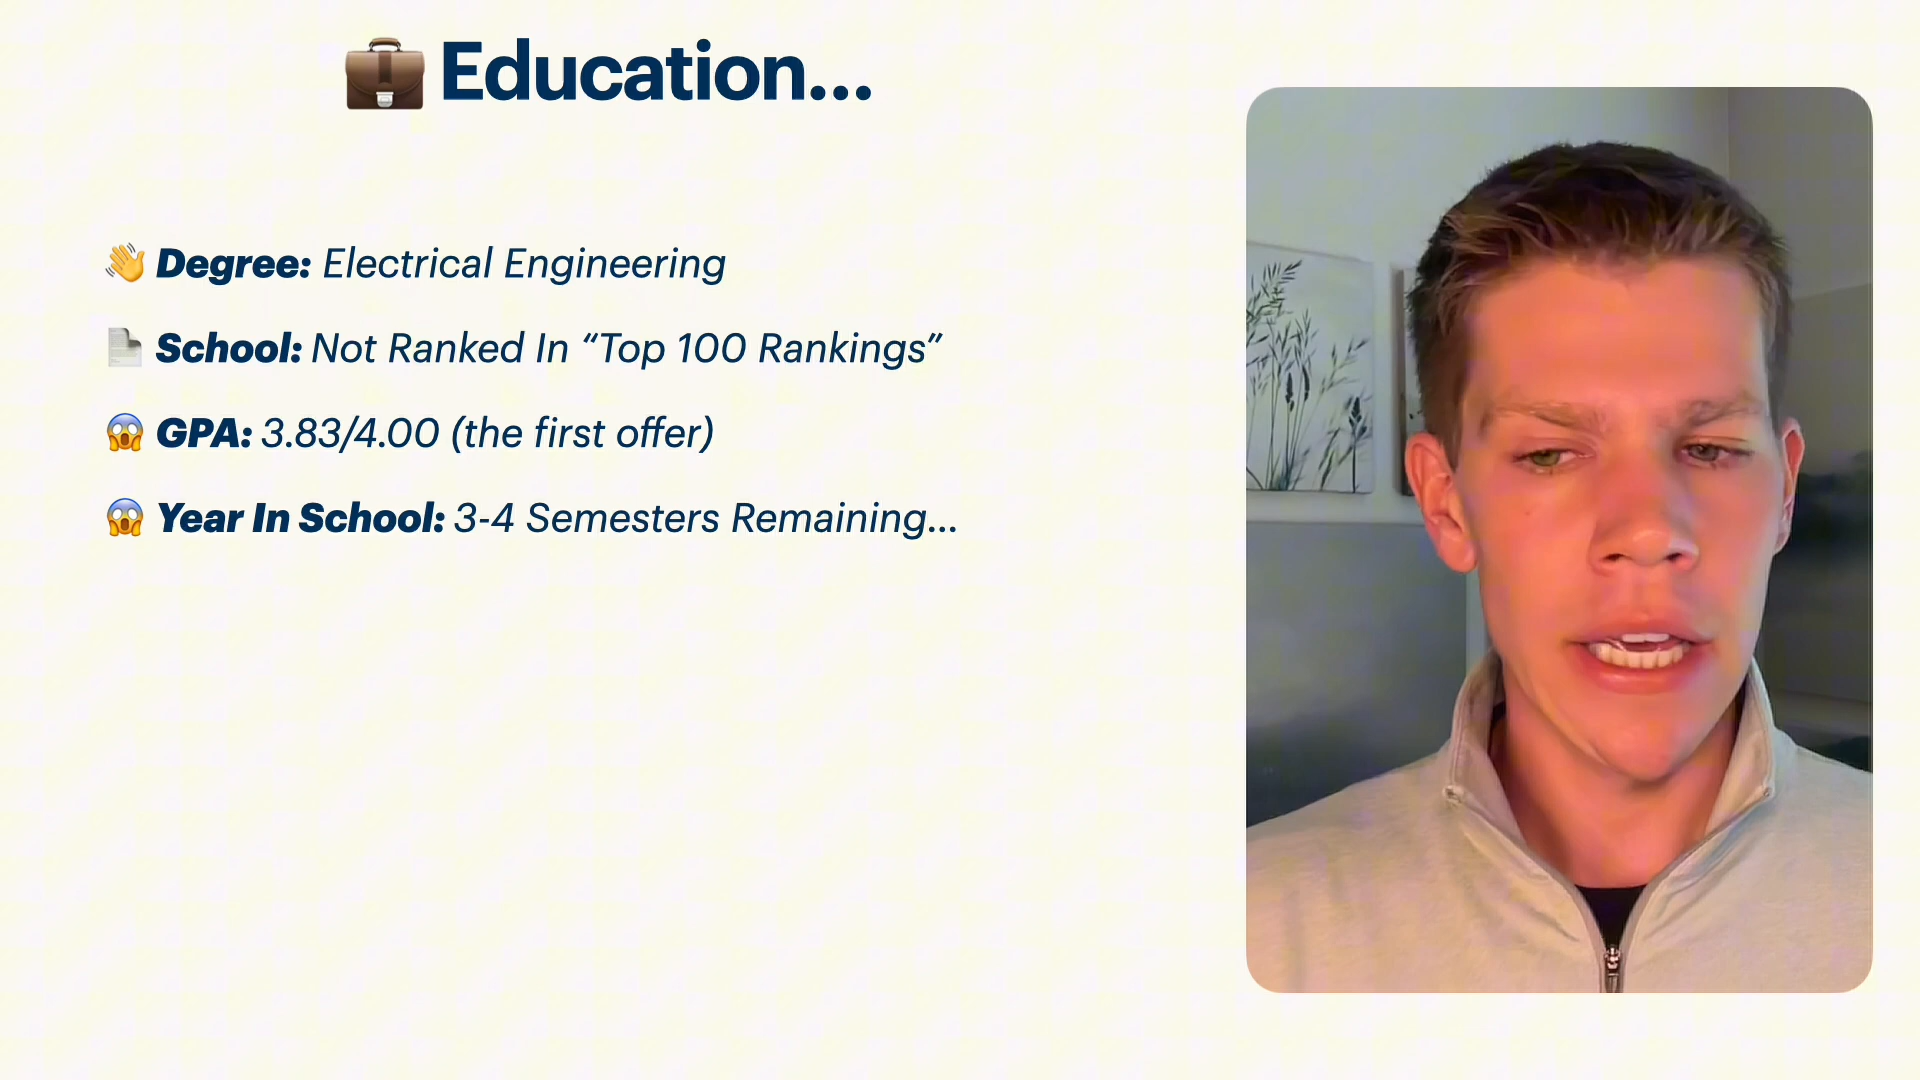 💼 Education...
👋 Degree: Electrical Engineering
📄 School: Not Ranked In “Top 100 Rankings”
😱 GPA: 3.83/4.00 (the first offer)
😱 Year In School: 3-4 Semesters Remaining...